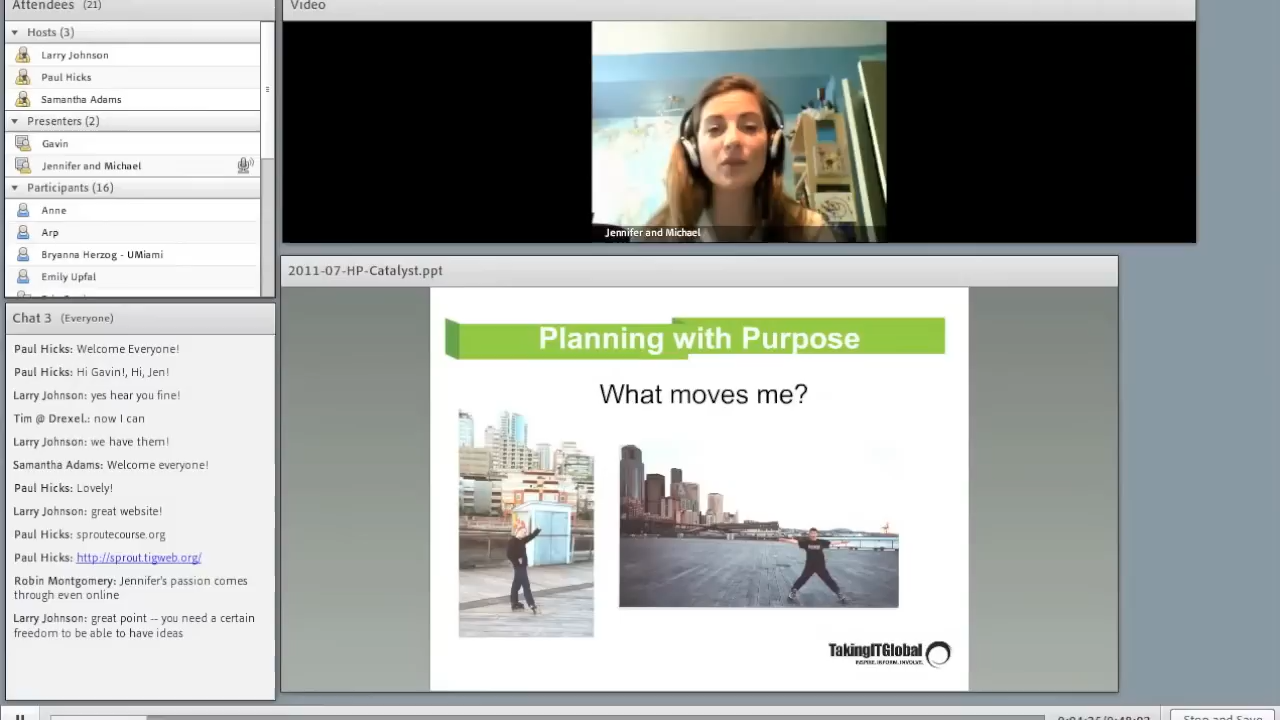 Attendees (21)
Hosts (3)
Larry Johnson
Paul Hicks
Samantha Adams
Presenters (2)
Gavin
Jennifer and Michael
Participants (16)
Anne
Arp
Bryanna Herzog - UMiami
Emily Upfal
Chat 3 (Everyone)
Paul Hicks: Welcome Everyone!
Paul Hicks: Hi Gavin!, Hi, Jen!
Larry Johnson: yes hear you fine!
Tim @ Drexel.: now I can
Larry Johnson: we have them!
Samantha Adams: Welcome everyone!
Paul Hicks: Lovely!
Larry Johnson: great website!
Paul Hicks: sproutecourse.org
Paul Hicks: http://sprout.tigweb.org/
Robin Montgomery: Jennifer's passion comes
through even online
Larry Johnson: great point -- you need a certain
freedom to be able to have ideas
Video
Jennifer and Michael
2011-07-HP-Catalyst.ppt
Planning with Purpose
What moves me?
TakingITGlobal
INSPIRE. INFORM. INVOLVE.
Stop and Save